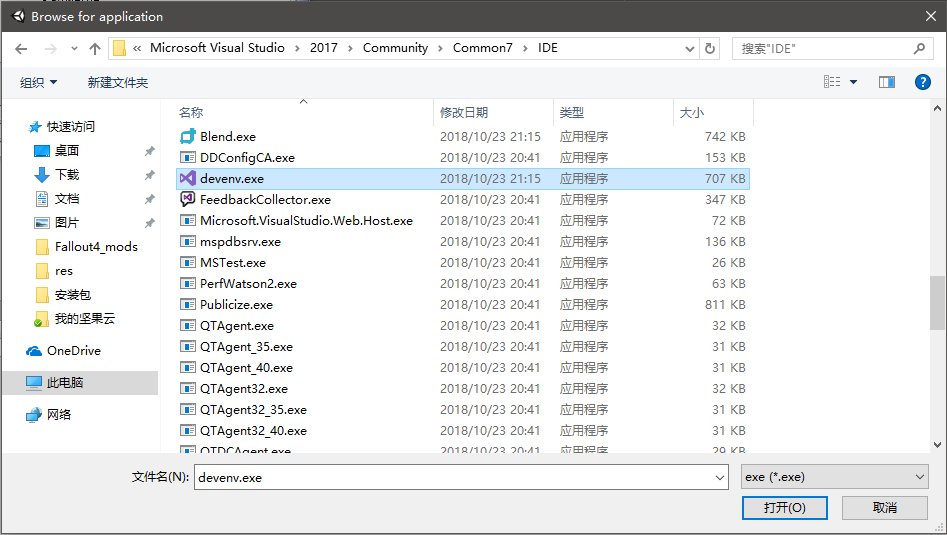 Browse for application
« Microsoft Visual Studio › 2017 › Community › Common7 › IDE
搜索"IDE"
组织 新建文件夹
名称 修改日期 类型 大小
快速访问
桌面
下载
文档
图片
Fallout4_mods
res
安装包
我的坚果云
OneDrive
此电脑
网络
Blend.exe 2018/10/23 21:15 应用程序 742 KB
DDConfigCA.exe 2018/10/23 20:41 应用程序 153 KB
devenv.exe 2018/10/23 21:15 应用程序 707 KB
FeedbackCollector.exe 2018/10/23 20:41 应用程序 347 KB
Microsoft.VisualStudio.Web.Host.exe 2018/10/23 20:41 应用程序 72 KB
mspdbsrv.exe 2018/10/23 20:41 应用程序 136 KB
MSTest.exe 2018/10/23 20:41 应用程序 26 KB
PerfWatson2.exe 2018/10/23 20:41 应用程序 63 KB
Publicize.exe 2018/10/23 20:41 应用程序 811 KB
QTAgent.exe 2018/10/23 20:41 应用程序 32 KB
QTAgent_35.exe 2018/10/23 20:41 应用程序 31 KB
QTAgent_40.exe 2018/10/23 20:41 应用程序 31 KB
QTAgent32.exe 2018/10/23 20:41 应用程序 32 KB
QTAgent32_35.exe 2018/10/23 20:41 应用程序 31 KB
QTAgent32_40.exe 2018/10/23 20:41 应用程序 31 KB
QTDCAgent.exe 2018/10/23 20:41 应用程序 29 KB
文件名(N): devenv.exe exe (*.exe)
打开(O) 取消